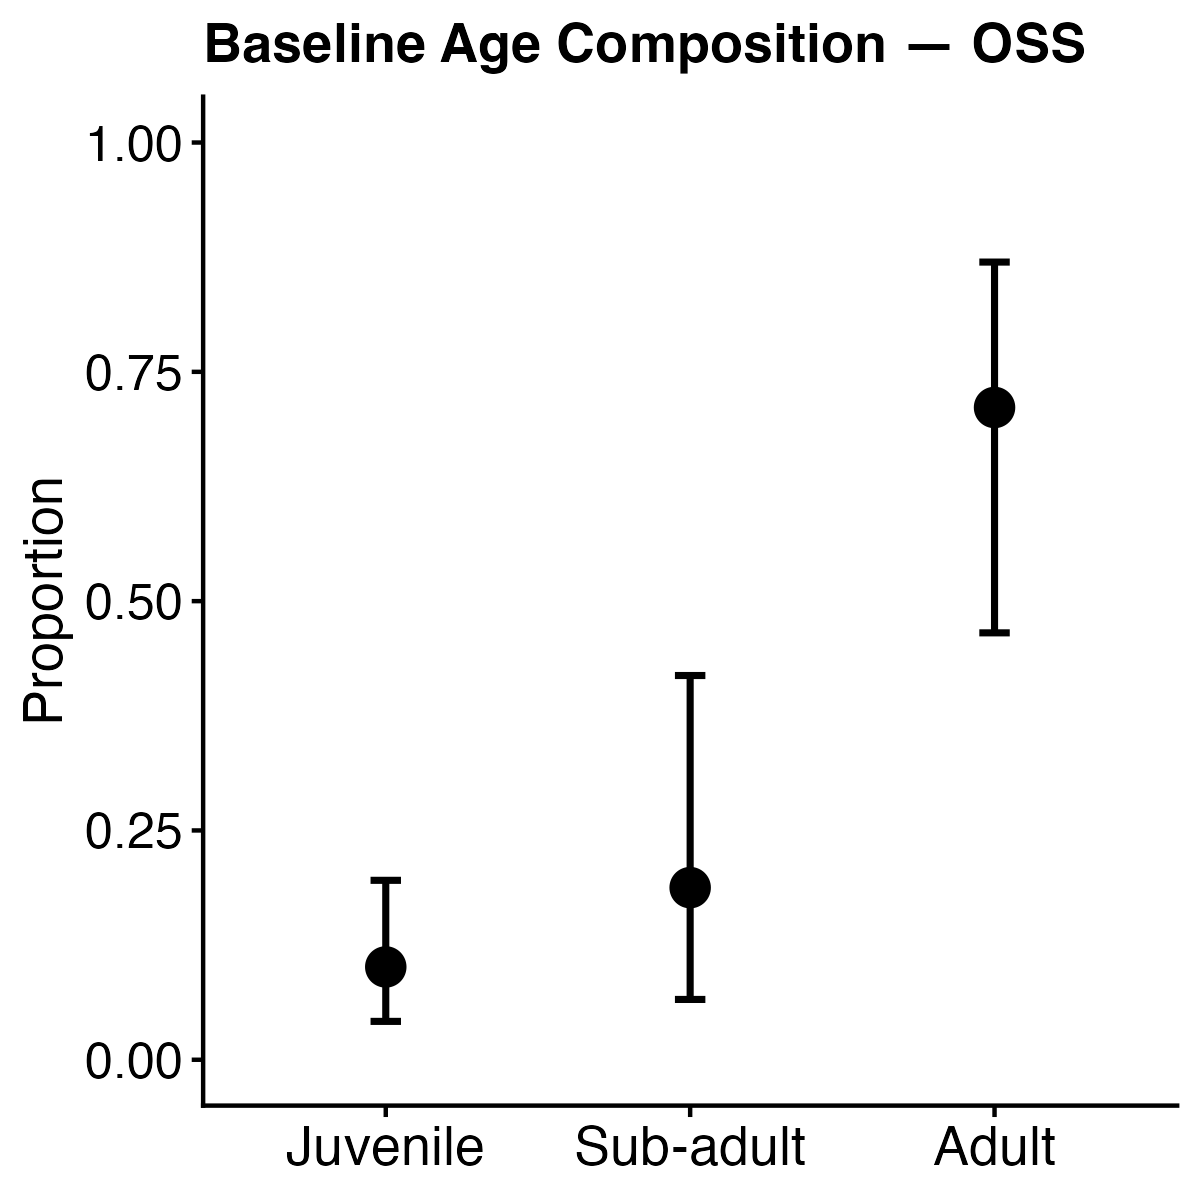 Baseline Age Composition — OSS
1.00
0.75
0.50
0.25
0.00
Proportion
Juvenile
Sub-adult
Adult